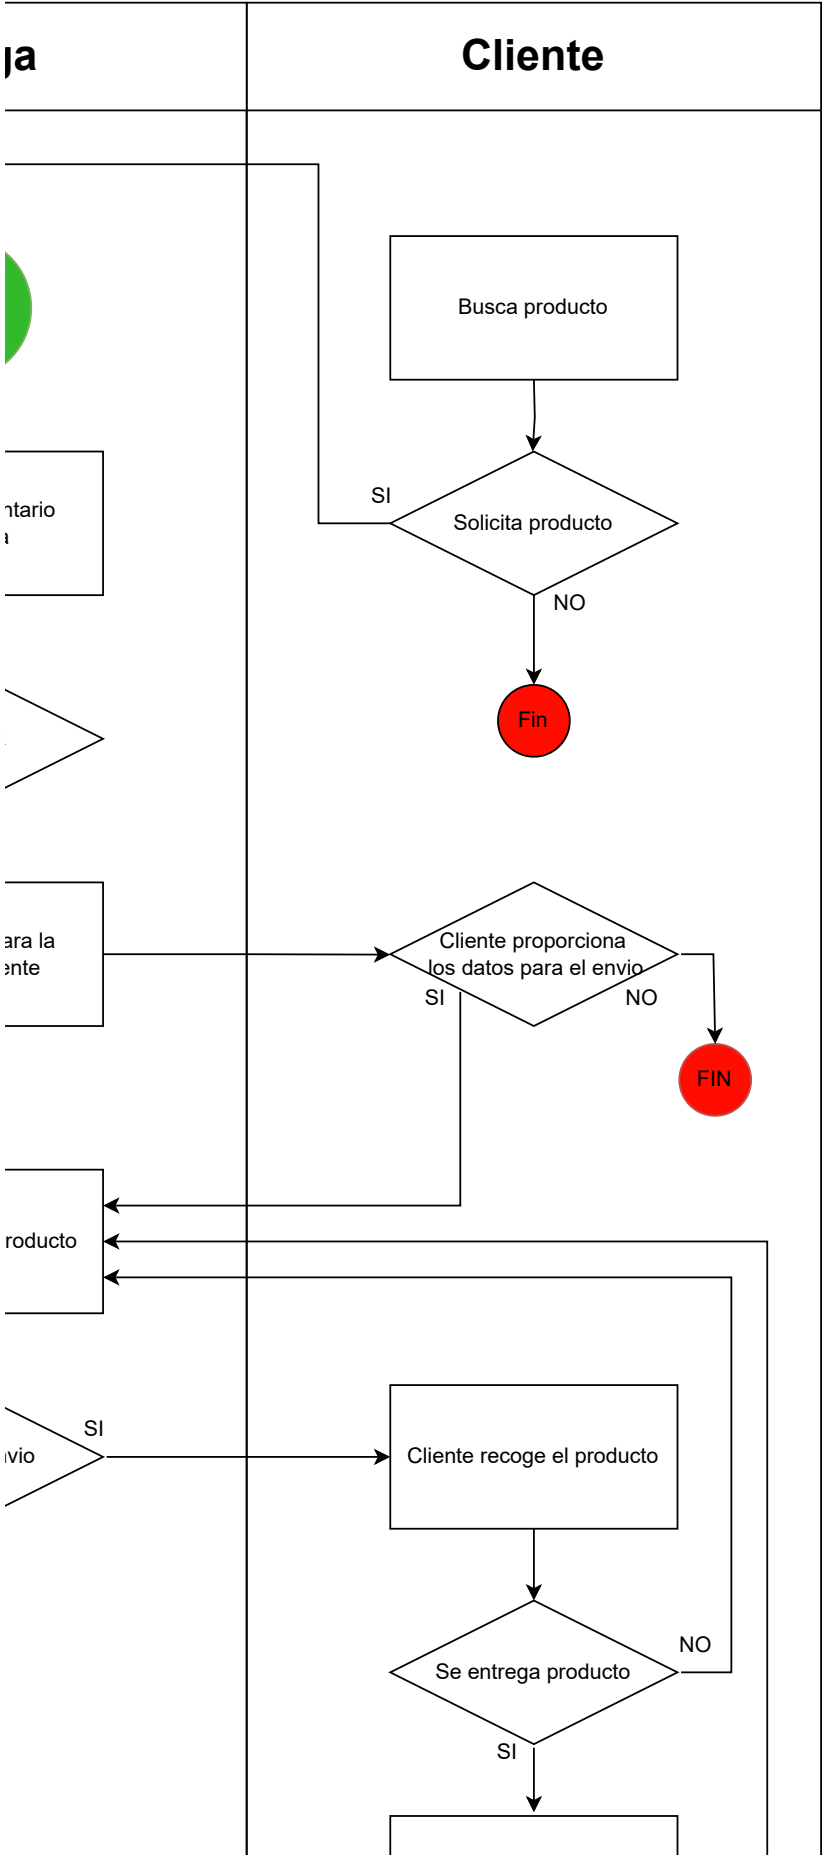 Cliente
Busca producto
SI
Solicita producto
NO
Fin
Cliente proporciona
los datos para el envio
SI
NO
FIN
SI
Cliente recoge el producto
NO
Se entrega producto
SI